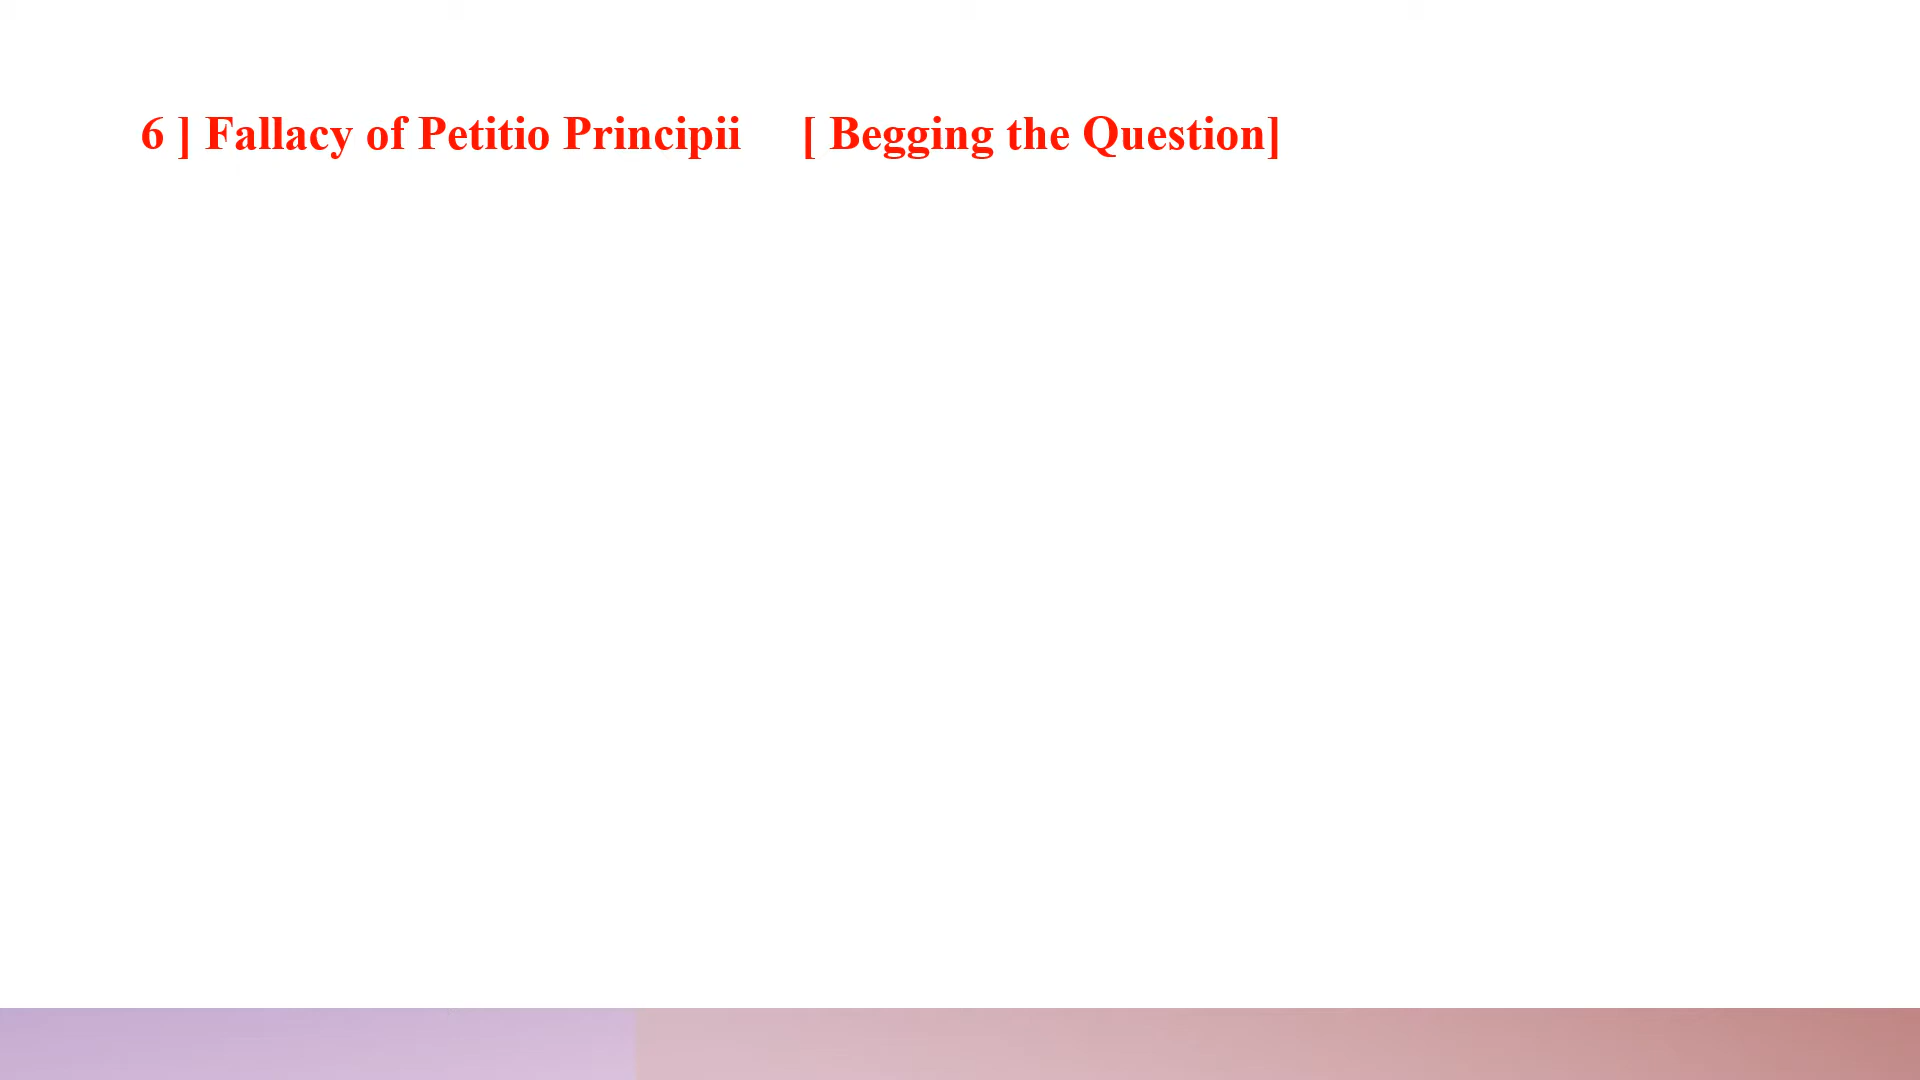 6 ] Fallacy of Petitio Principii [ Begging the Question]